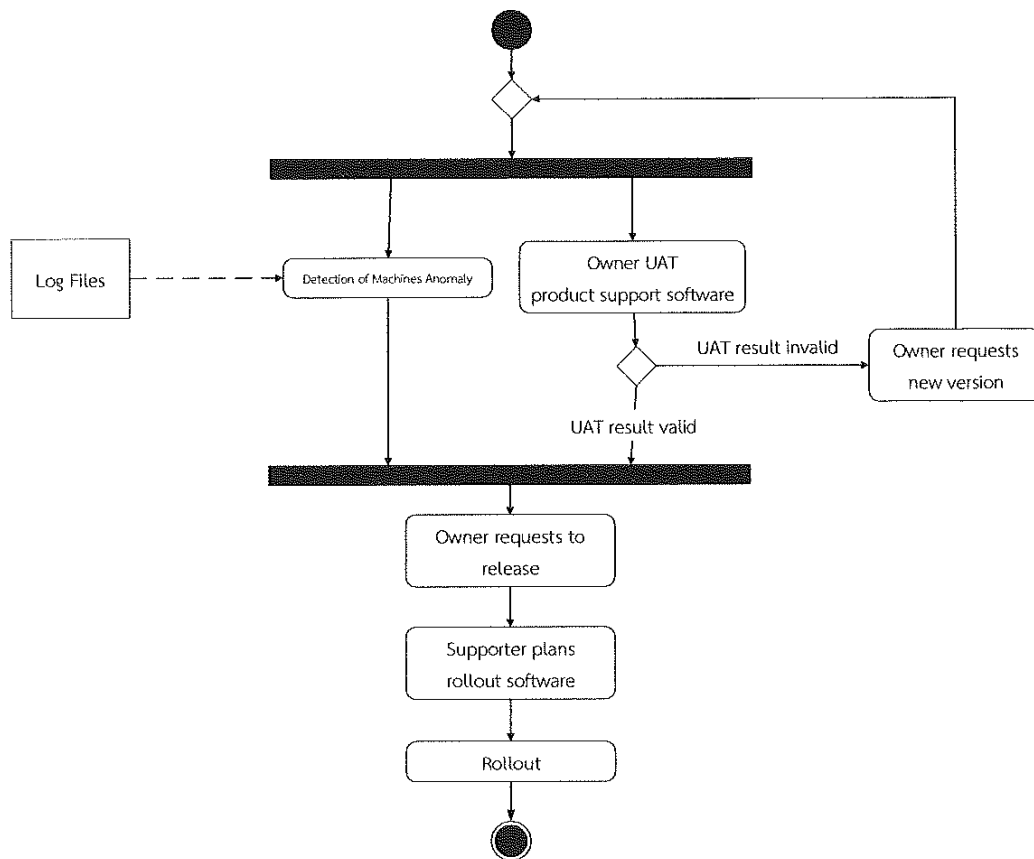 Log Files
Detection of Machines Anomaly
Owner UAT
product support software
UAT result invalid
Owner requests
new version
UAT result valid
Owner requests to
release
Supporter plans
rollout software
Rollout